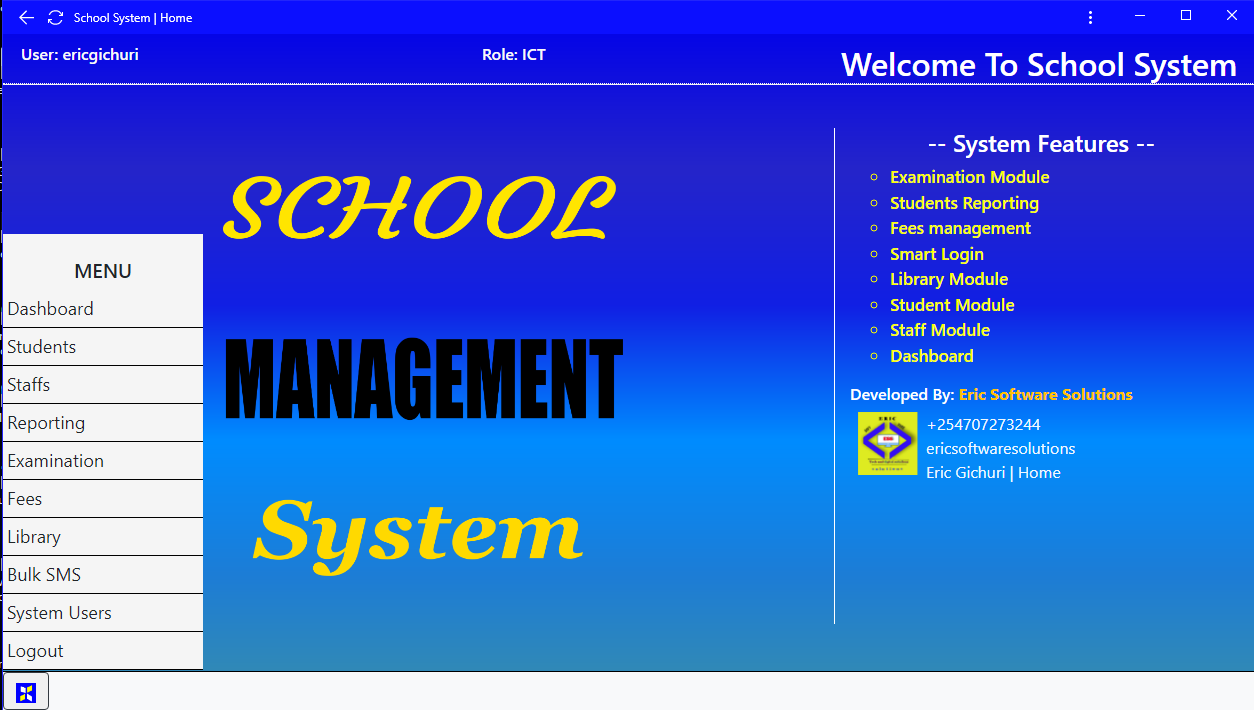 School System | Home
User: ericgichuri
Role: ICT
Welcome To School System
MENU
Dashboard
Students
Staffs
Reporting
Examination
Fees
Library
Bulk SMS
System Users
Logout
SCHOOL
MANAGEMENT
System
-- System Features --
Examination Module
Students Reporting
Fees management
Smart Login
Library Module
Student Module
Staff Module
Dashboard
Developed By: Eric Software Solutions
ERIC
+254707273244
ericsoftwaresolutions
Eric Gichuri | Home